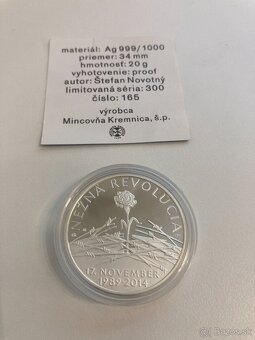 materiál: Ag 999/1000
priemer: 34 mm
hmotnosť: 20 g
vyhotovenie: proof
autor: Štefan Novotný
limitovaná séria: 300
číslo: 165
výrobca
Mincovňa Kremnica, š.p.
NEŽNÁ REVOLÚCIA
17. NOVEMBER
1989-2014